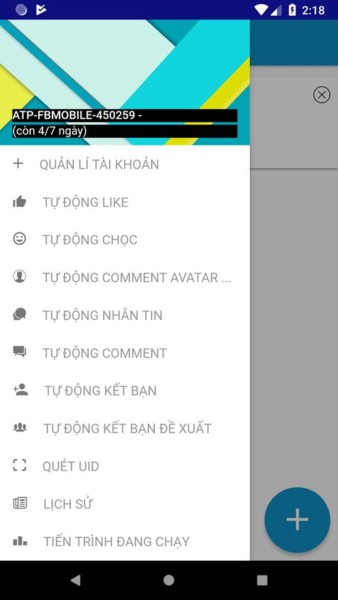 2:18
ATP-FBMOBILE-450259 -
(còn 4/7 ngày)
QUẢN LÍ TÀI KHOẢN
TỰ ĐỘNG LIKE
TỰ ĐỘNG CHỌC
TỰ ĐỘNG COMMENT AVATAR ...
TỰ ĐỘNG NHẮN TIN
TỰ ĐỘNG COMMENT
TỰ ĐỘNG KẾT BẠN
TỰ ĐỘNG KẾT BẠN ĐỀ XUẤT
QUÉT UID
LỊCH SỬ
TIẾN TRÌNH ĐANG CHẠY